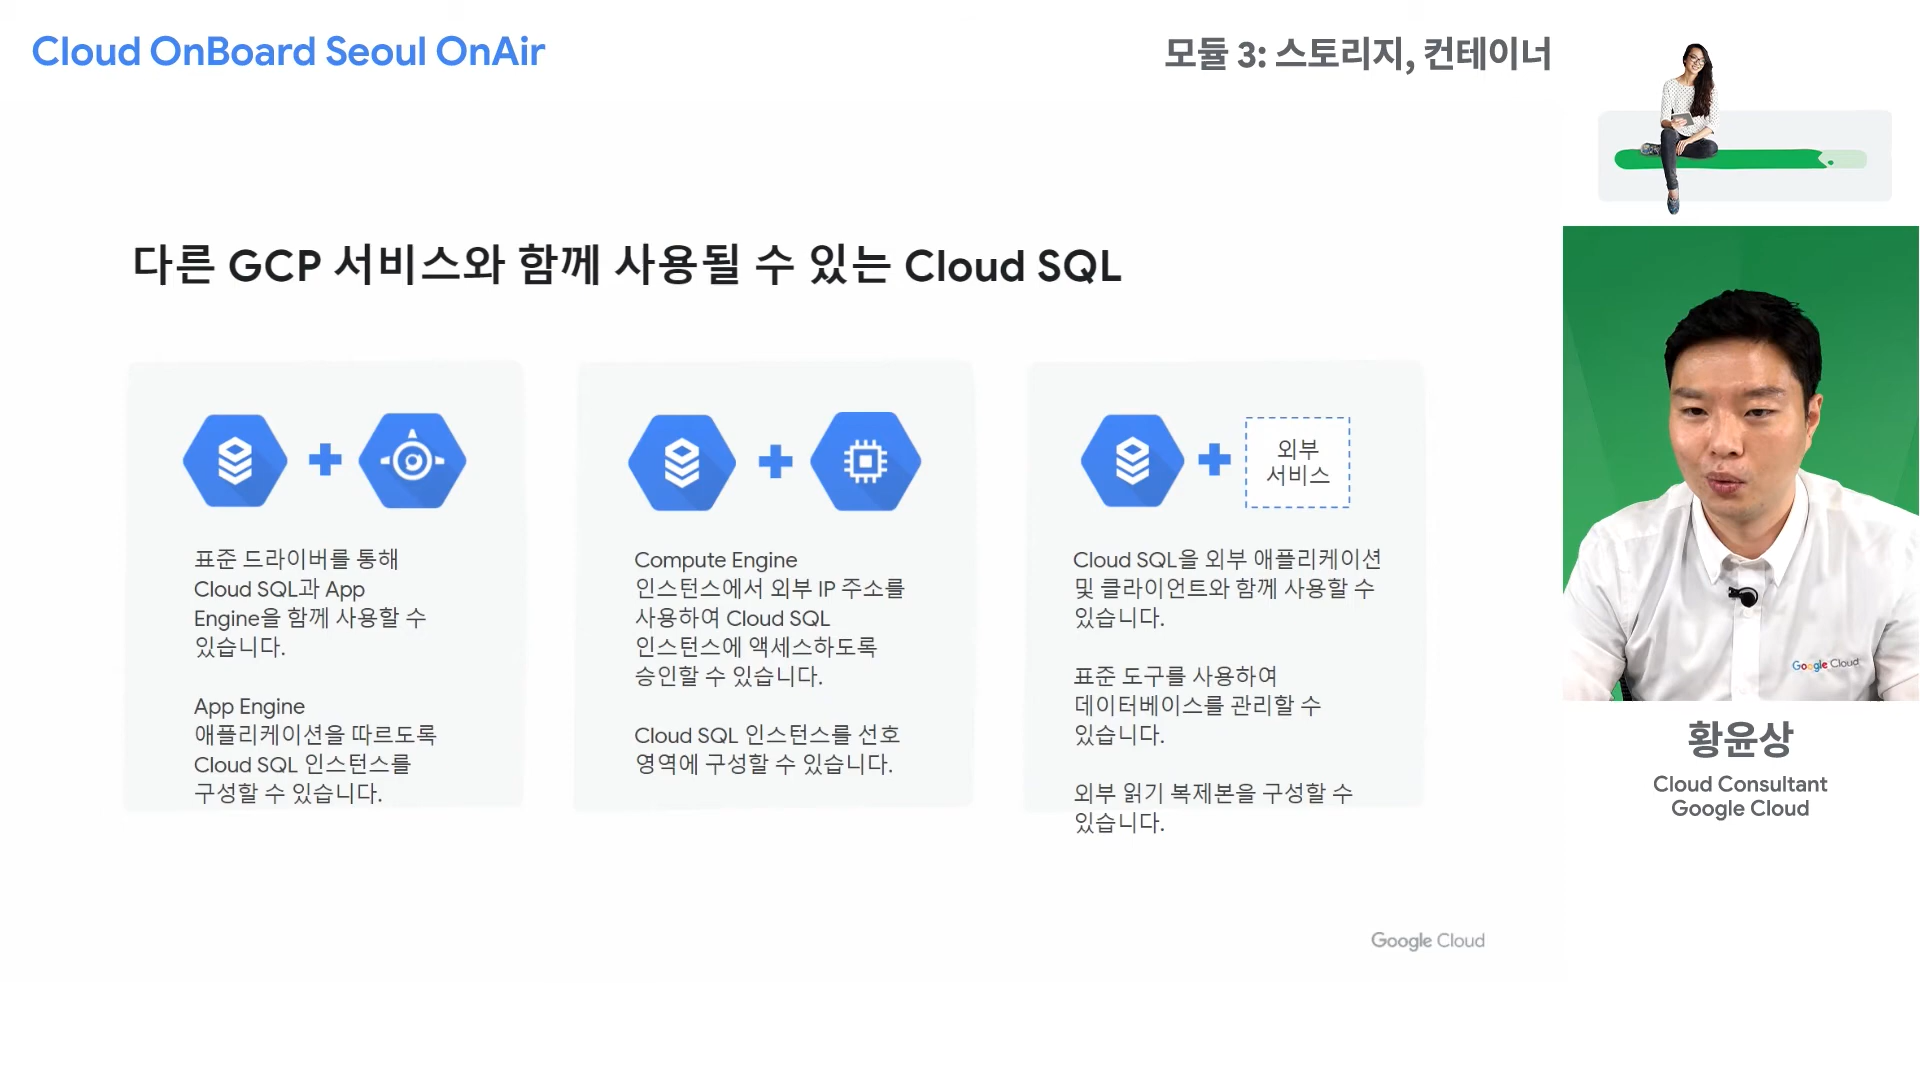 Cloud OnBoard Seoul OnAir
모듈 3: 스토리지, 컨테이너
다른 GCP 서비스와 함께 사용될 수 있는 Cloud SQL
표준 드라이버를 통해
Cloud SQL과 App
Engine을 함께 사용할 수
있습니다.
App Engine
애플리케이션을 따르도록
Cloud SQL 인스턴스를
구성할 수 있습니다.
Compute Engine
인스턴스에서 외부 IP 주소를
사용하여 Cloud SQL
인스턴스에 액세스하도록
승인할 수 있습니다.
Cloud SQL 인스턴스를 선호
영역에 구성할 수 있습니다.
외부
서비스
Cloud SQL을 외부 애플리케이션
및 클라이언트와 함께 사용할 수
있습니다.
표준 도구를 사용하여
데이터베이스를 관리할 수
있습니다.
외부 읽기 복제본을 구성할 수
있습니다.
Google Cloud
Google Cloud
황윤상
Cloud Consultant
Google Cloud